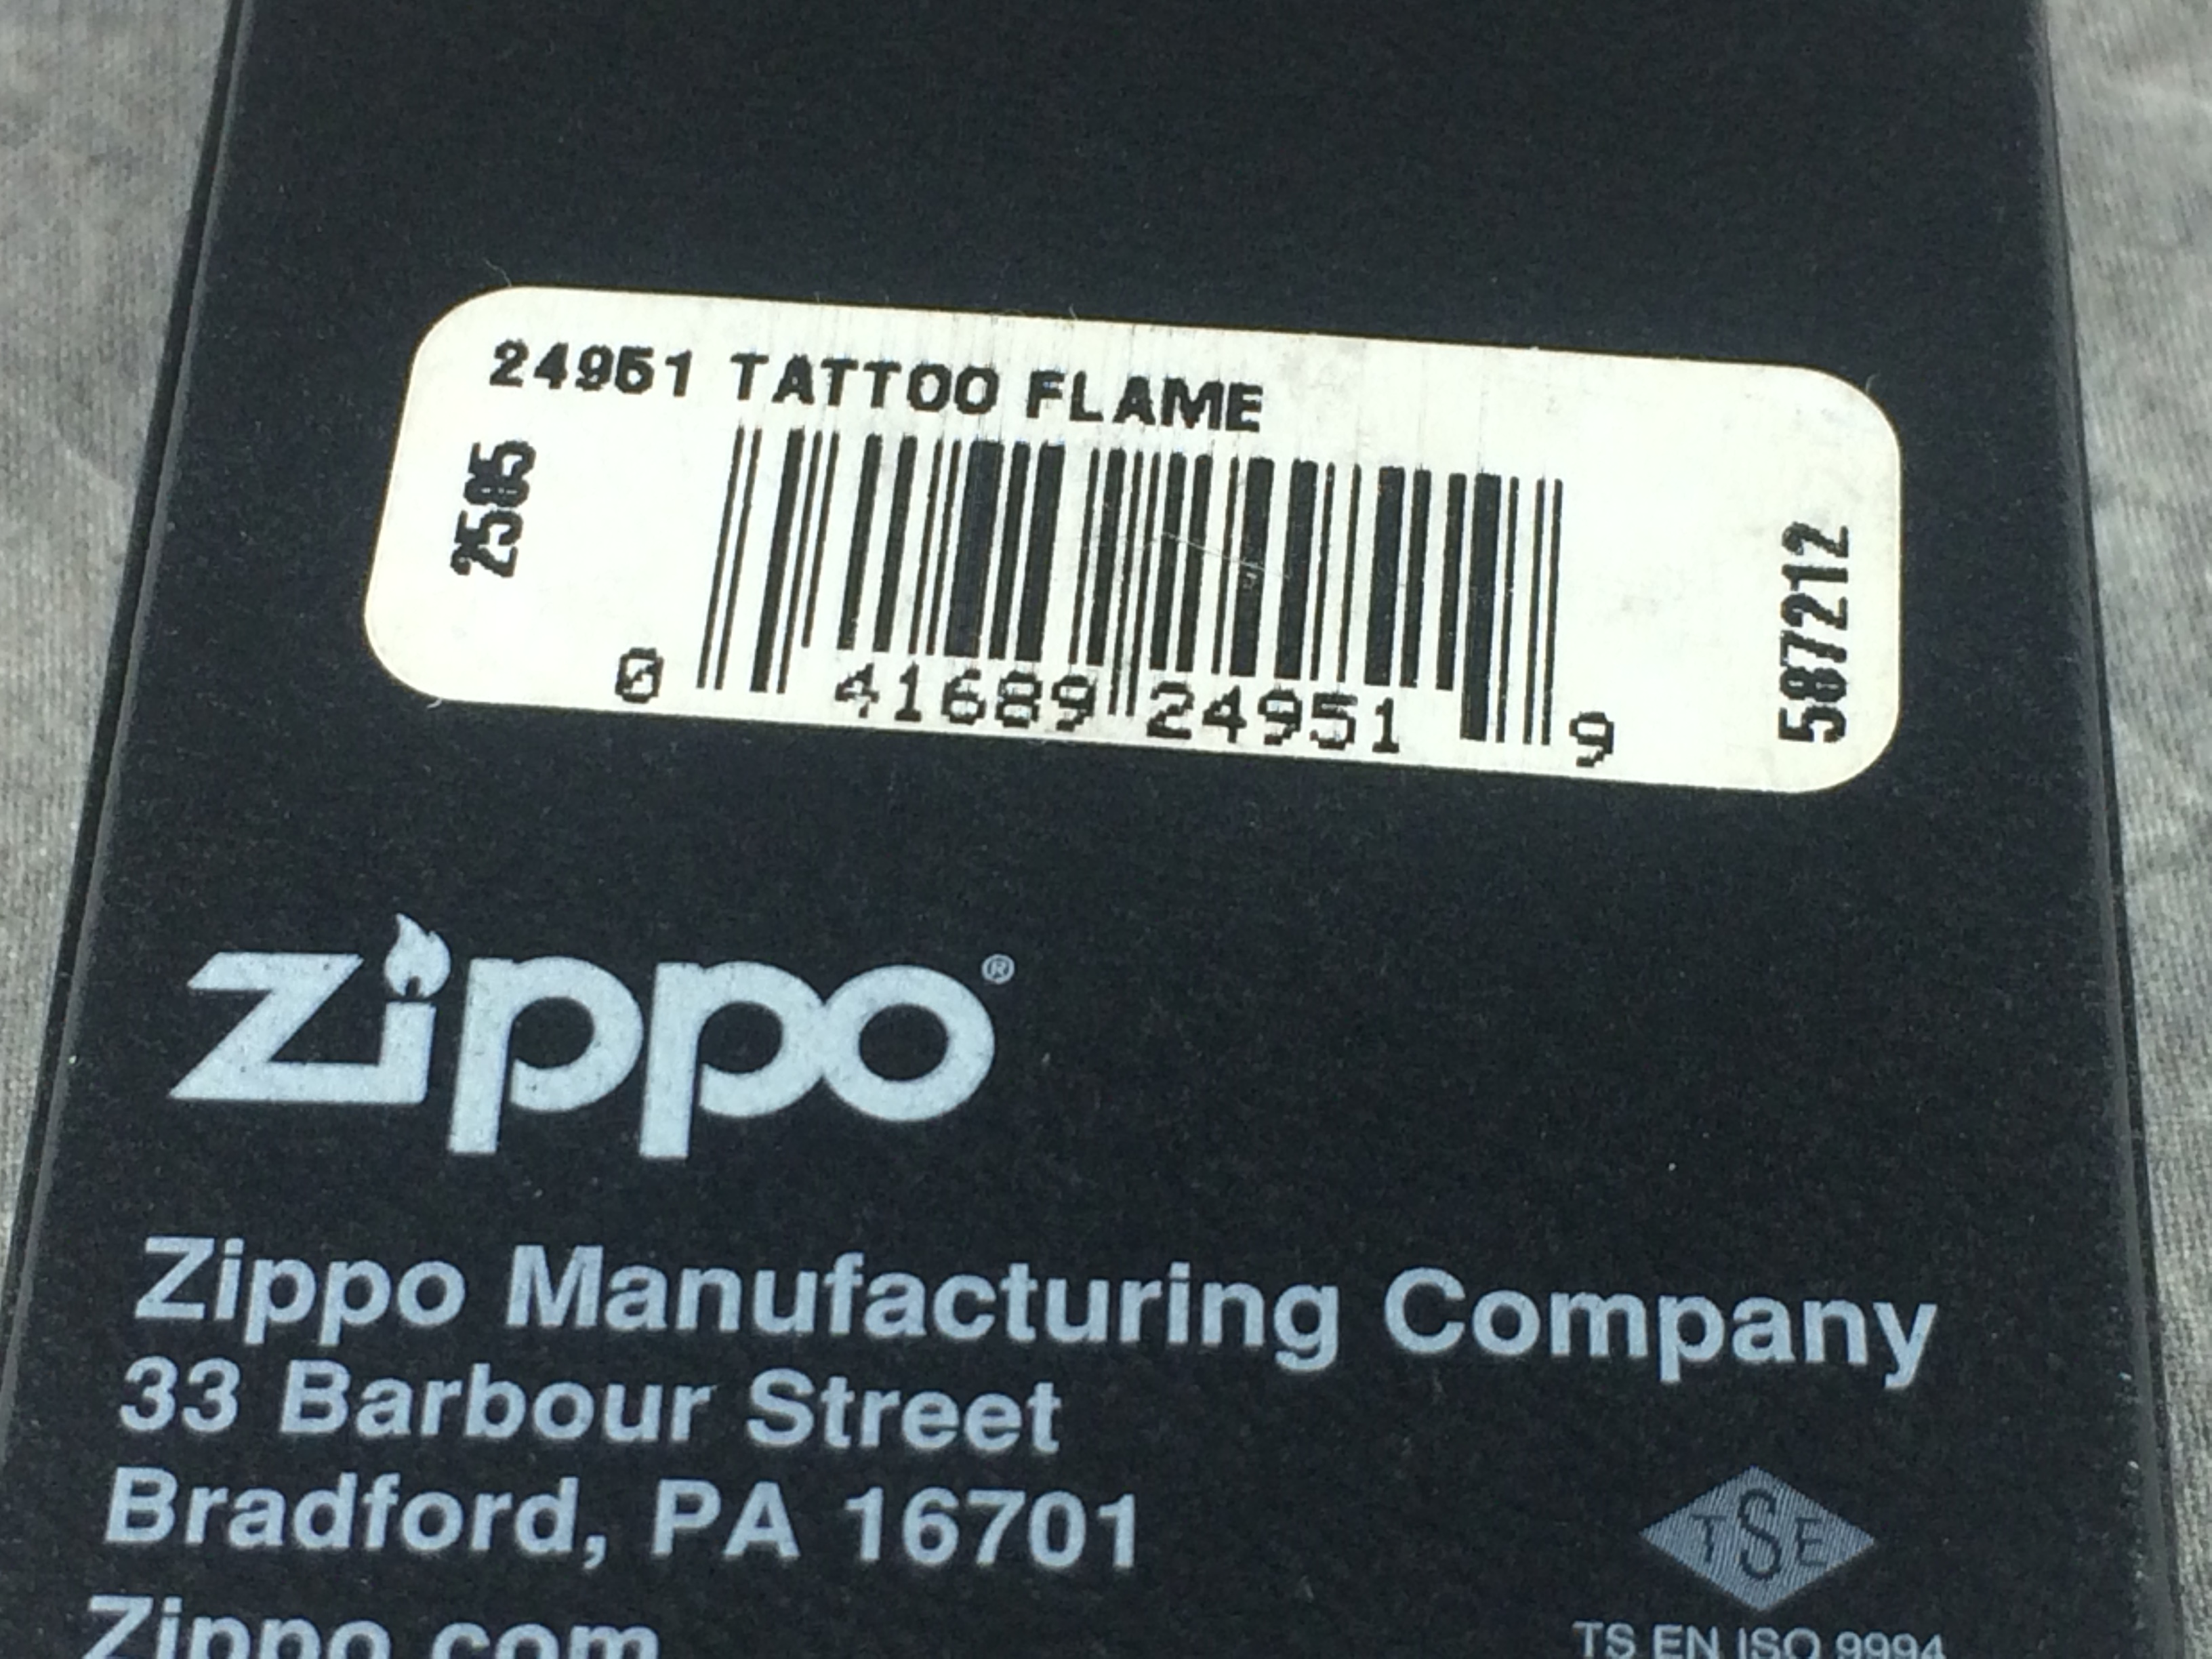 24951 TATTOO FLAME
2585
587212
0 41689 24951 9
zippo®
Zippo Manufacturing Company
33 Barbour Street
Bradford, PA 16701
Zippo.com
TSE
TS EN ISO 9994